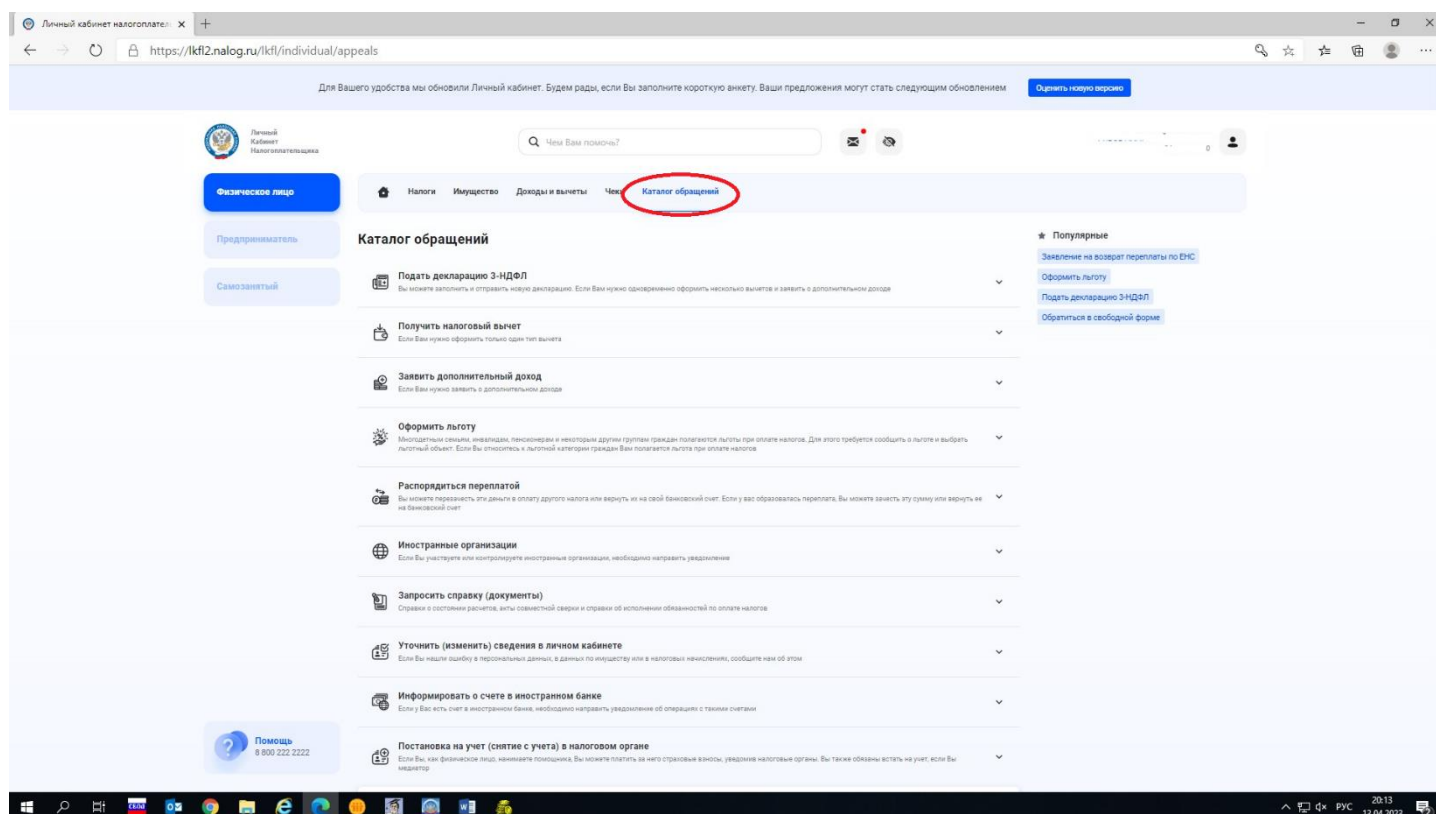 Личный кабинет налогоплател
https://lkfl2.nalog.ru/lkfl/individual/appeals
Для Вашего удобства мы обновили Личный кабинет. Будем рады, если Вы заполните короткую анкету. Ваши предложения могут стать следующим обновлением
Оценить новую версию
Личный
Кабинет
Налогоплательщика
Чем Вам помочь?
Физическое лицо
Налоги Имущество Доходы и вычеты Чеки Каталог обращений
Предприниматель
Самозанятый
Каталог обращений
Популярные
Заявление на возврат переплаты по ЕНС
Оформить льготу
Подать декларацию 3-НДФЛ
Обратиться в свободной форме
Подать декларацию 3-НДФЛ
Вы можете заполнить и отправить новую декларацию. Если Вам нужно одновременно оформить несколько вычетов и заявить о дополнительном доходе
Получить налоговый вычет
Если Вам нужно оформить только один тип вычета
Заявить дополнительный доход
Если Вам нужно заявить о дополнительном доходе
Оформить льготу
Многодетным семьям, инвалидам, пенсионерам и некоторым другим группам граждан полагаются льготы при оплате налогов. Для этого требуется сообщить о льготе и выбрать
льготный объект. Если Вы относитесь к льготной категории граждан Вам полагается льгота при оплате налогов
Распорядиться переплатой
Вы можете перезачесть эти деньги в оплату другого налога или вернуть их на свой банковский счет. Если у вас образовалась переплата, Вы можете зачесть эту сумму или вернуть ее
на банковский счет
Иностранные организации
Если Вы участвуете или контролируете иностранные организации, необходимо направить уведомление
Запросить справку (документы)
Справки о состоянии расчетов, акты совместной сверки и справки об исполнении обязанностей по оплате налогов
Уточнить (изменить) сведения в личном кабинете
Если Вы нашли ошибку в персональных данных, в данных по имуществу или в налоговых начислениях, сообщите нам об этом
Информировать о счете в иностранном банке
Если у Вас есть счет в иностранном банке, необходимо направить уведомление об операциях с такими счетами
Постановка на учет (снятие с учета) в налоговом органе
Если Вы, как физическое лицо, нанимаете помощника, Вы можете платить за него страховые взносы, уведомив налоговые органы. Вы также обязаны встать на учет, если Вы
медиатор
Помощь
8 800 222 2222
РУС
20:13